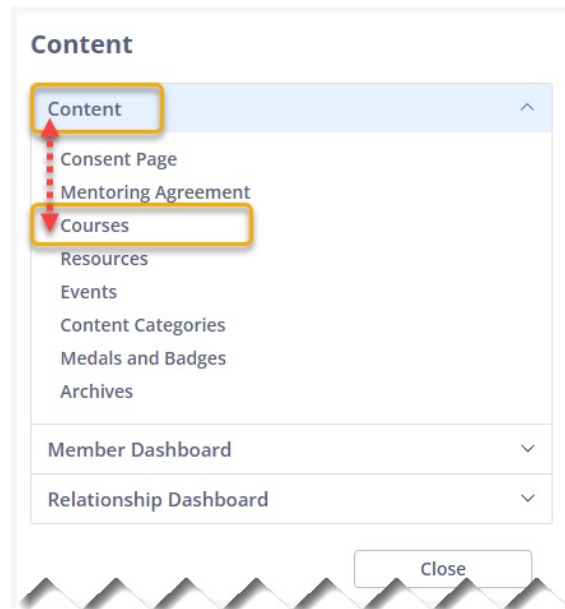 Content
Content
Consent Page
Mentoring Agreement
Courses
Resources
Events
Content Categories
Medals and Badges
Archives
Member Dashboard
Relationship Dashboard
Close